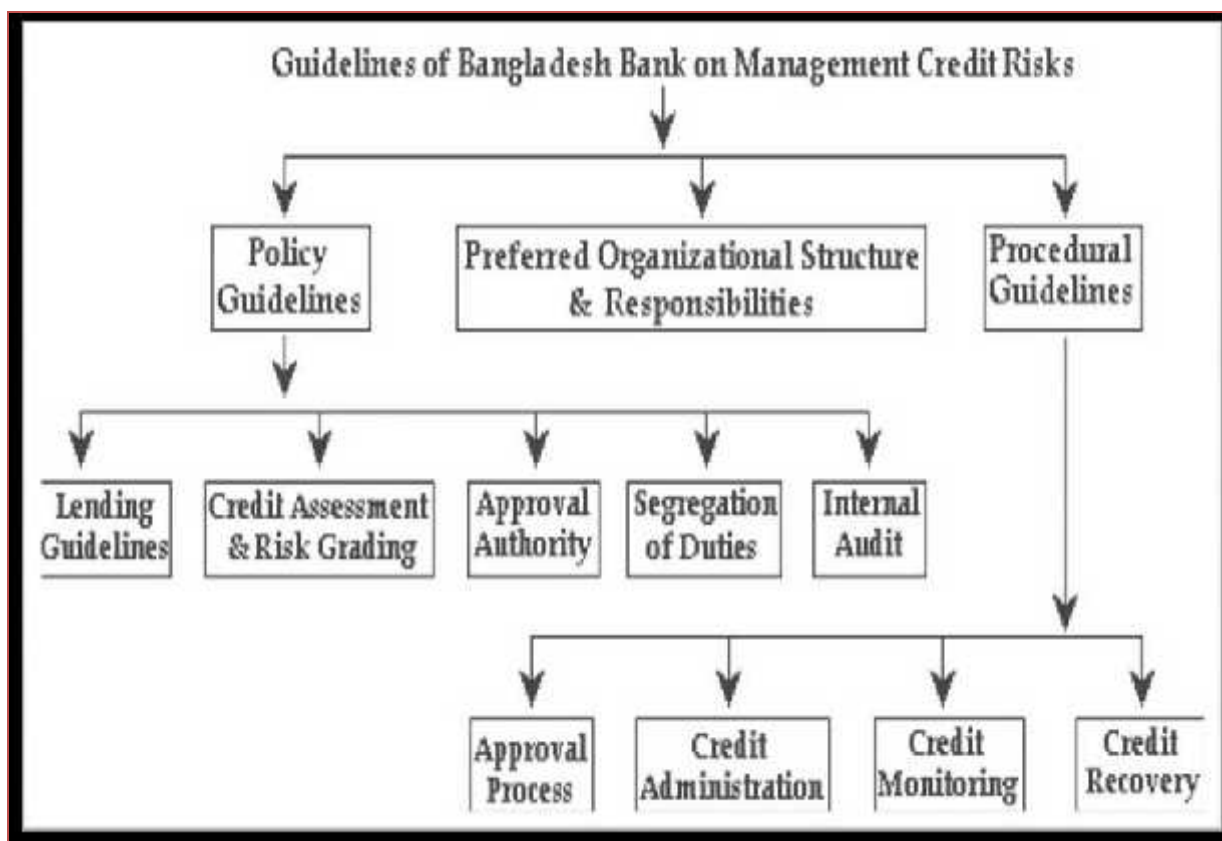 Guidelines of Bangladesh Bank on Management Credit Risks
Policy
Guidelines
Preferred Organizational Structure
& Responsibilities
Procedural
Guidelines
Lending
Guidelines
Credit Assessment
& Risk Grading
Approval
Authority
Segregation
of Duties
Internal
Audit
Approval
Process
Credit
Administration
Credit
Monitoring
Credit
Recovery